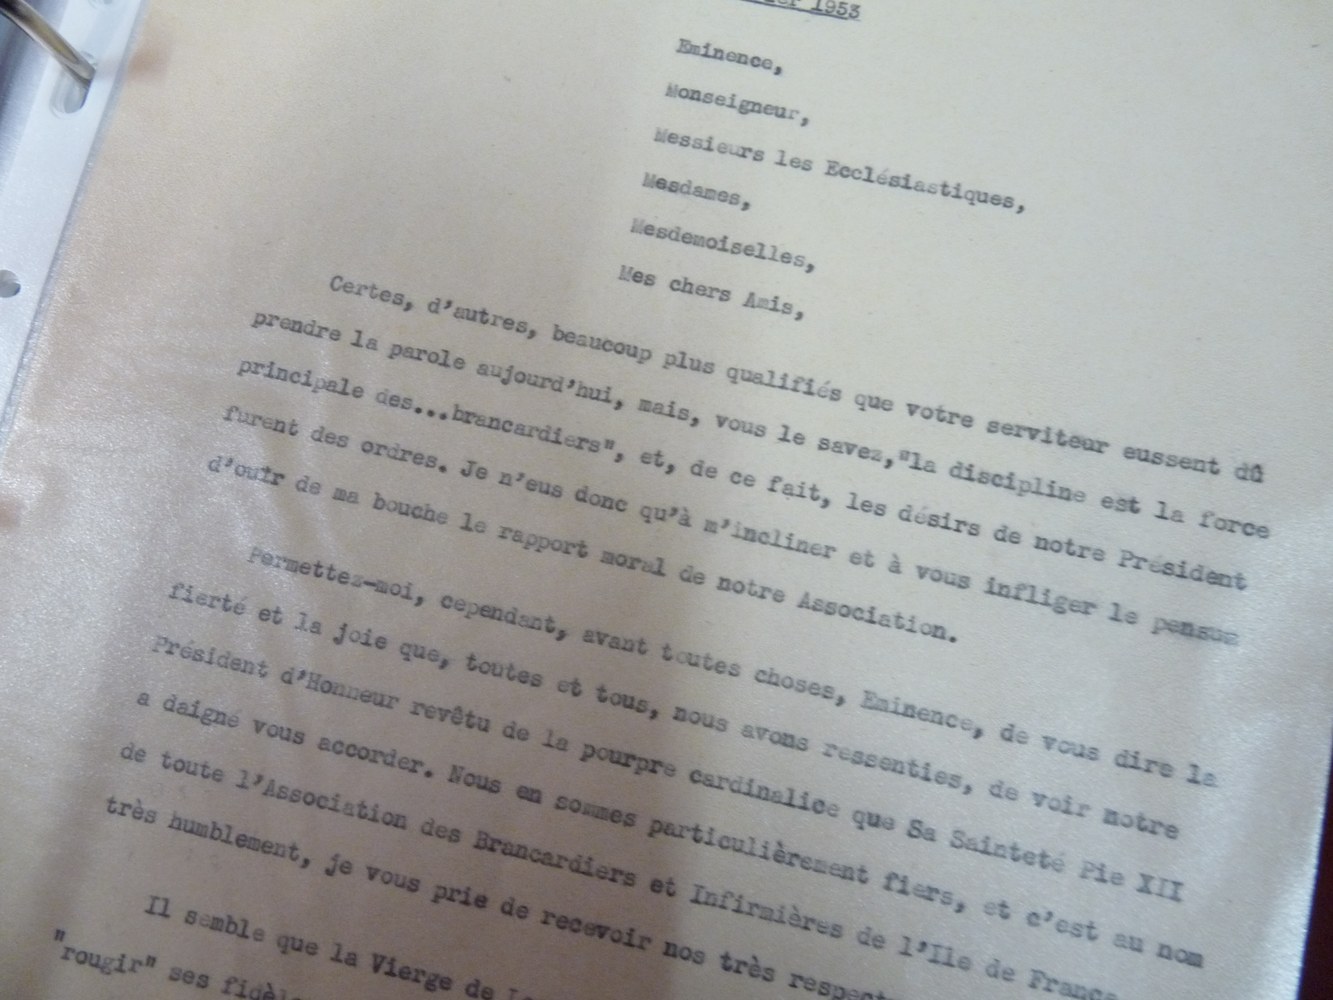 1953
Eminence,
Monseigneur,
Messieurs les Ecclésiastiques,
Mesdames,
Mesdemoiselles,
Mes chers Amis,
Certes, d'autres, beaucoup plus qualifiés que votre serviteur eussent dû
prendre la parole aujourd'hui, mais, vous le savez,"la discipline est la force
principale des...brancardiers", et, de ce fait, les désirs de notre Président
furent des ordres. Je n'eus donc qu'à m'incliner et à vous infliger le pensum
d'ouïr de ma bouche le rapport moral de notre Association.
Permettez-moi, cependant, avant toutes choses, Eminence, de vous dire la
fierté et la joie que, toutes et tous, nous avons ressenties, de voir notre
Président d'Honneur revêtu de la pourpre cardinalice que Sa Sainteté Pie XII
a daigné vous accorder. Nous en sommes particulièrement fiers, et c'est au nom
de toute l'Association des Brancardiers et Infirmières de l'Ile de France
très humblement, je vous prie de recevoir nos très
Il semble que la Vierge de
"rougir" ses